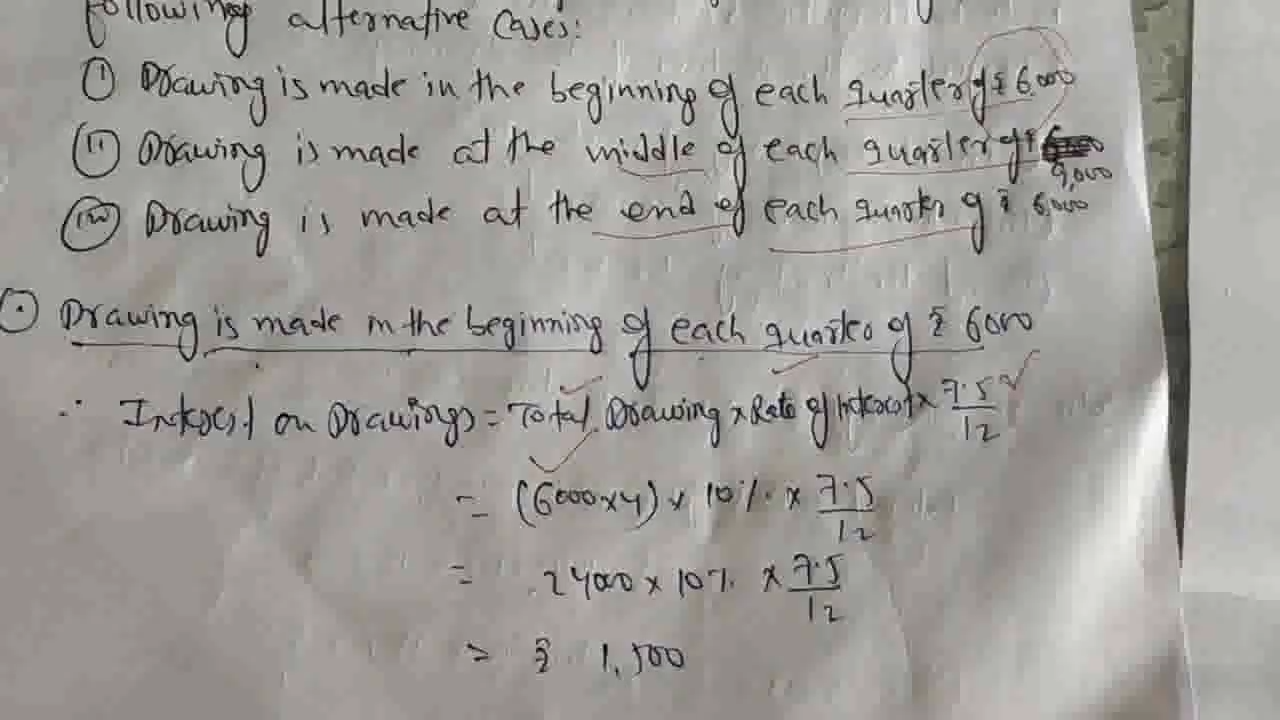 following alternative cases:
(i) Drawing is made in the beginning of each quarter of ₹ 6000
(ii) Drawing is made at the middle of each quarter of ₹
9,000
(iii) Drawing is made at the end of each quarter of ₹ 6,000
Drawing is made in the beginning of each quarter of ₹ 6000
∴ Interest on Drawings = Total Drawing × Rate of Interest × 7.5/12
= (6000×4) × 10% × 7.5/12
= 24000 × 10% × 7.5/12
= ₹ 1,500